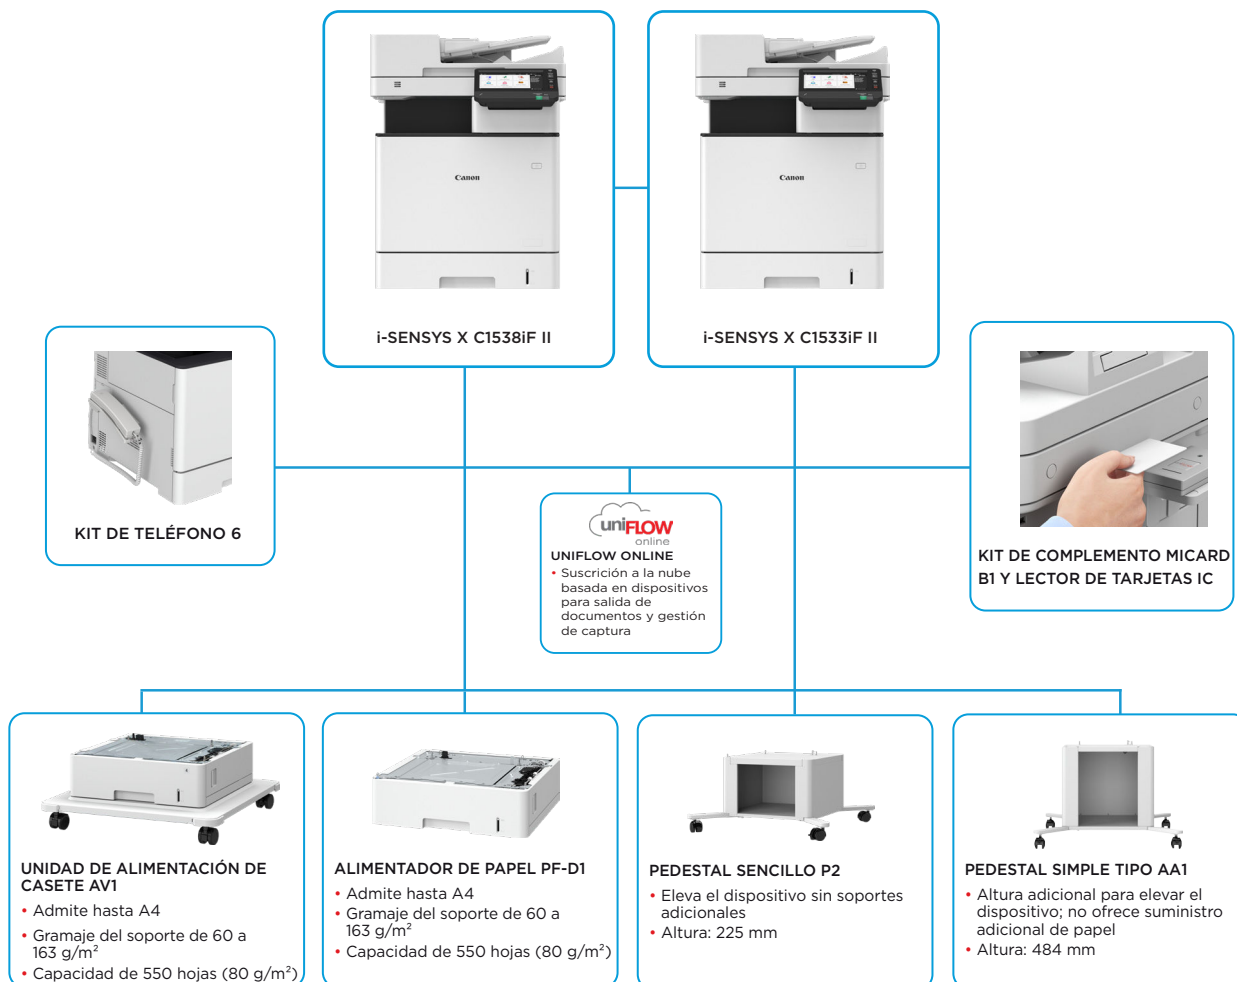 Canon
Canon
i-SENSYS X C1538iF II
i-SENSYS X C1533iF II
KIT DE TELÉFONO 6
uniFLOW
online
UNIFLOW ONLINE
• Suscrición a la nube
basada en dispositivos
para salida de
documentos y gestión
de captura
KIT DE COMPLEMENTO MICARD
B1 Y LECTOR DE TARJETAS IC
UNIDAD DE ALIMENTACIÓN DE
CASETE AV1
• Admite hasta A4
• Gramaje del soporte de 60 a
163 g/m²
• Capacidad de 550 hojas (80 g/m²)
ALIMENTADOR DE PAPEL PF-D1
• Admite hasta A4
• Gramaje del soporte de 60 a
163 g/m²
• Capacidad de 550 hojas (80 g/m²)
PEDESTAL SENCILLO P2
• Eleva el dispositivo sin soportes
adicionales
• Altura: 225 mm
PEDESTAL SIMPLE TIPO AA1
• Altura adicional para elevar el
dispositivo; no ofrece suministro
adicional de papel
• Altura: 484 mm